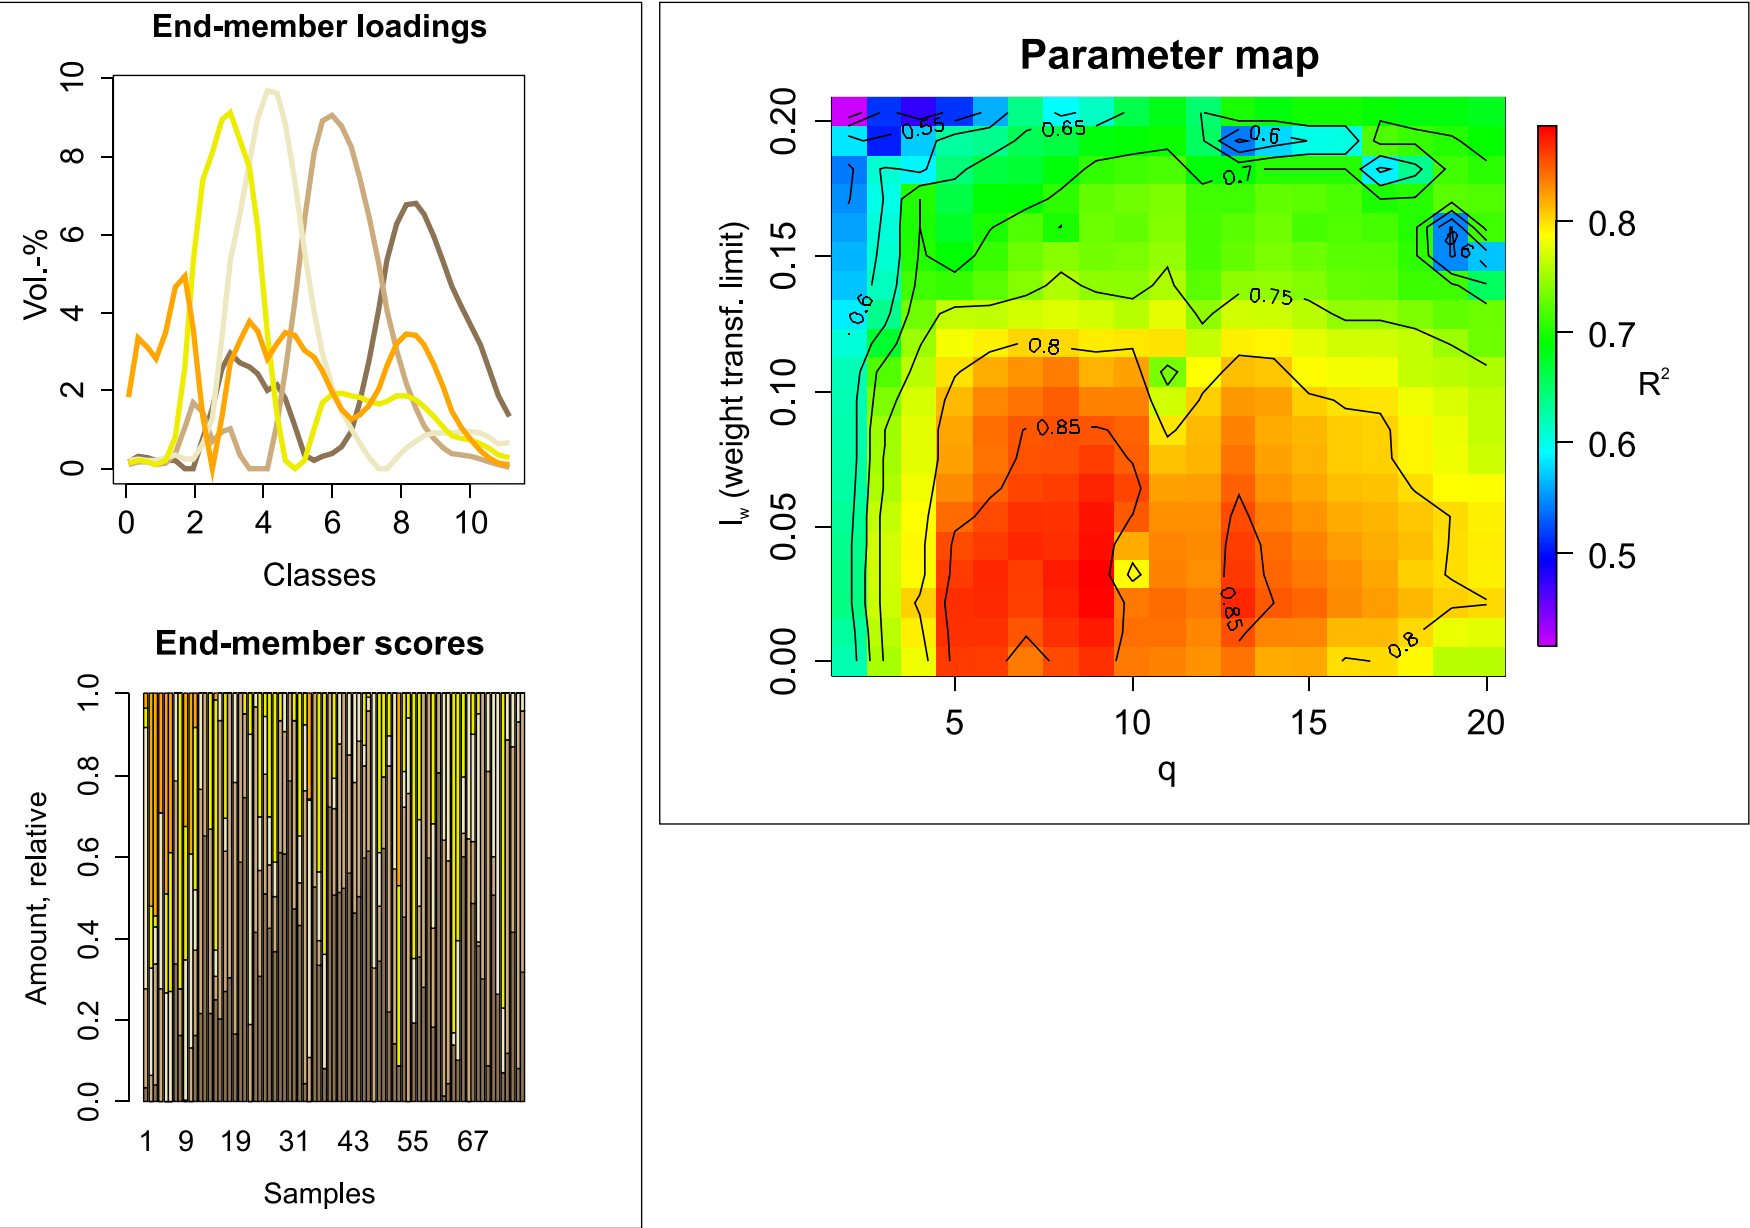 End-member loadings
10
8
6
4
2
0
Vol.-%
0 2 4 6 8 10
Classes
End-member scores
1.0
0.8
0.6
0.4
0.2
0.0
Amount, relative
1 9 19 31 43 55 67
Samples
Parameter map
0.20
0.15
0.10
0.05
0.00
lw (weight transf. limit)
0.55
0.65
0.6
0.7
0.6
0.6
0.75
0.8
0.85
0.85
0.8
5 10 15 20
q
0.8
0.7
0.6
0.5
R²